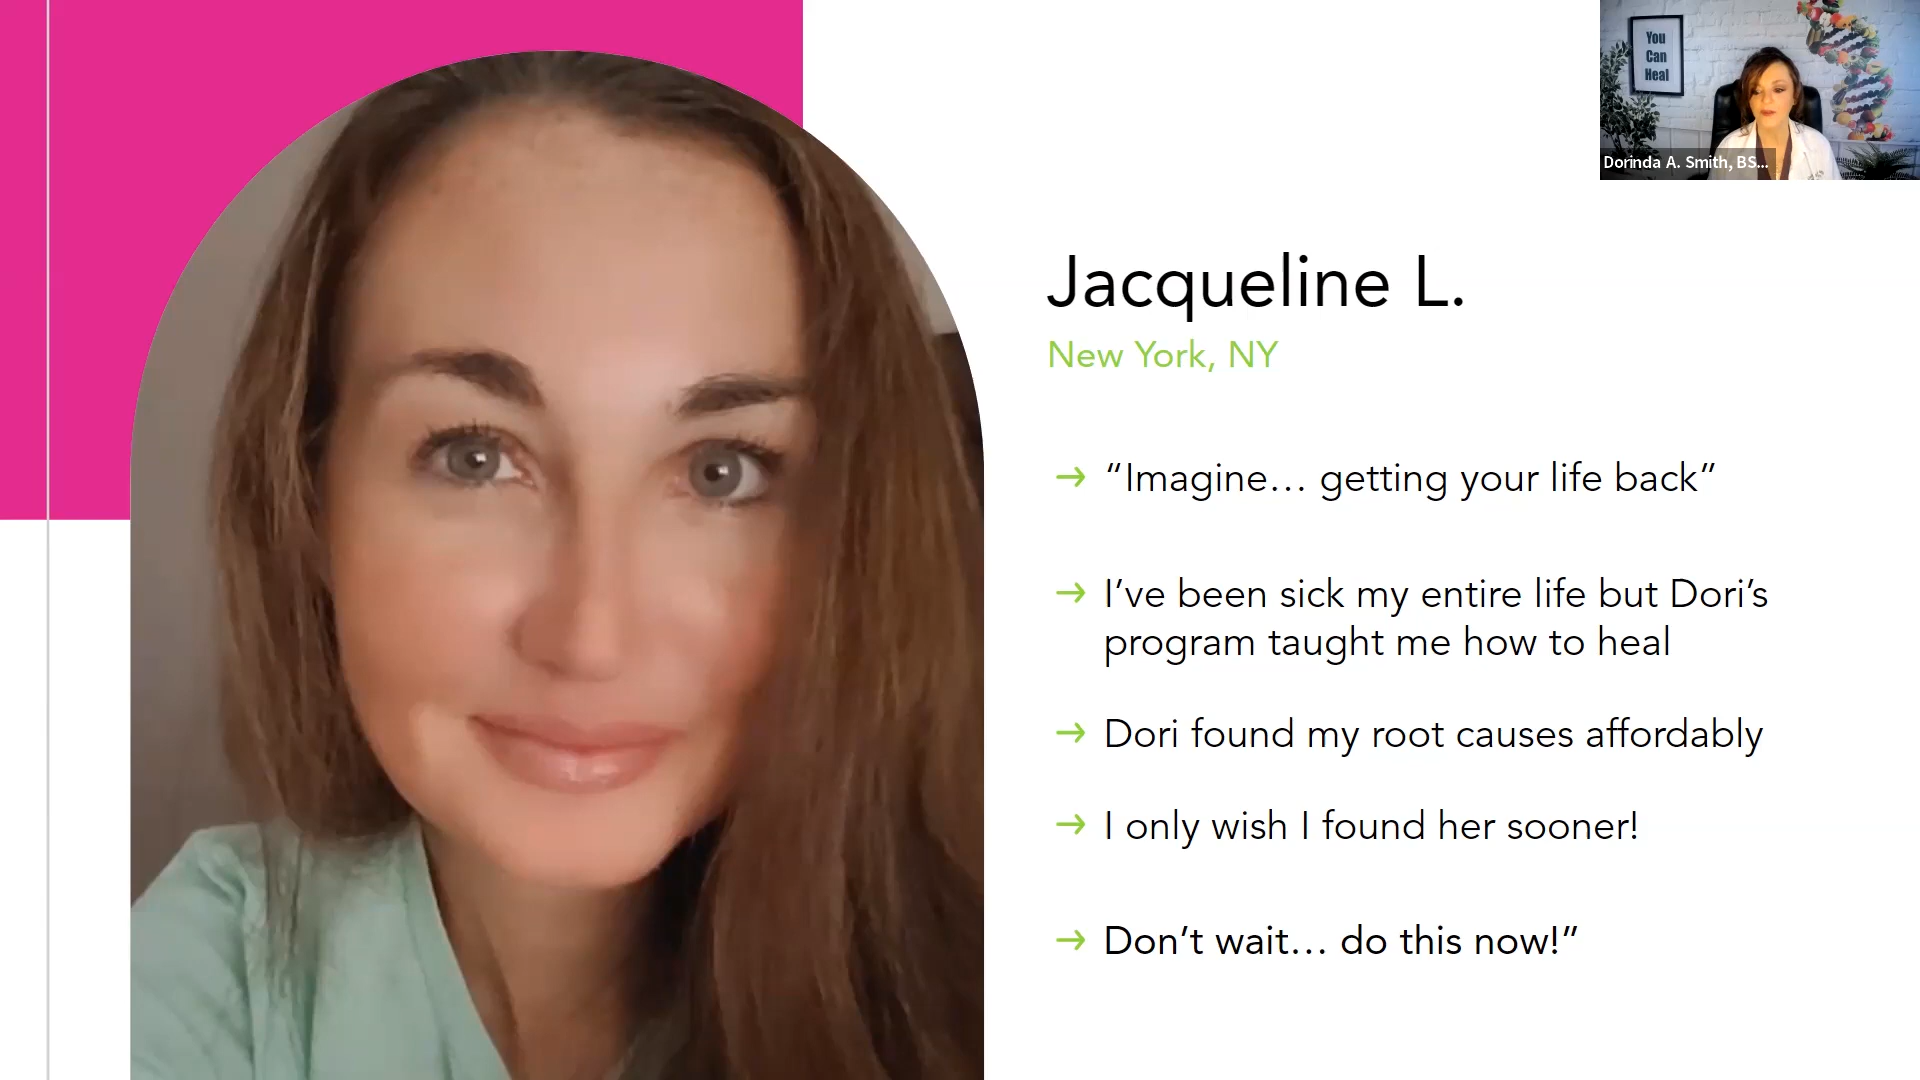 You
Can
Heal
Dorinda A. Smith, BS...
Jacqueline L.
New York, NY
→ “Imagine… getting your life back”
→ I’ve been sick my entire life but Dori’s
program taught me how to heal
→ Dori found my root causes affordably
→ I only wish I found her sooner!
→ Don’t wait… do this now!”